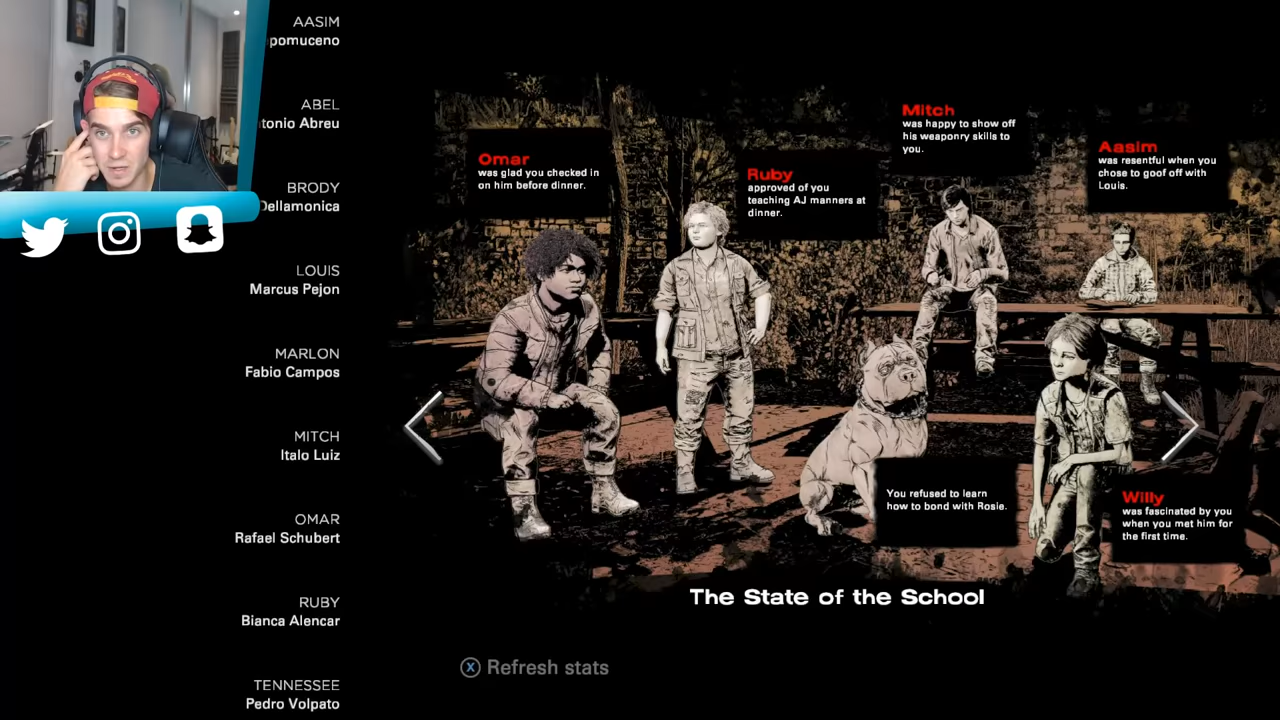 AASIM
ABEL
BRODY
LOUIS
Marcus Pejon
MARLON
Fabio Campos
MITCH
Italo Luiz
OMAR
Rafael Schubert
RUBY
Bianca Alencar
TENNESSEE
Pedro Volpato
Omar
was glad you checked in
on him before dinner.
Ruby
approved of you
teaching AJ manners at
dinner.
Mitch
was happy to show off
his weaponry skills to
you.
Aasim
was resentful when you
chose to goof off with
Louis.
You refused to learn
how to bond with Rosie.
Willy
was fascinated by you
when you met him for
the first time.
The State of the School
X Refresh stats